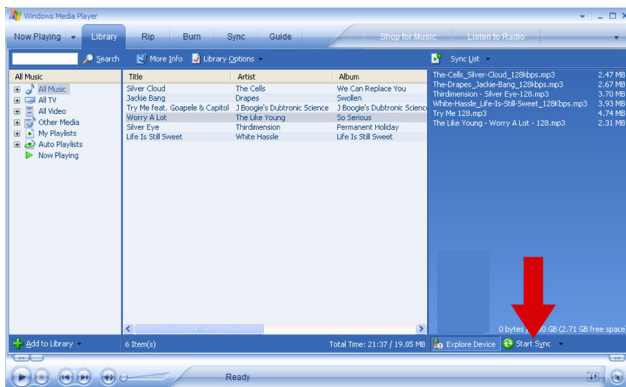 Windows Media Player
Now Playing Library Rip Burn Sync Guide Shop for Music Listen to Radio
Search More Info Library Options Sync List
All Music
All Music
All TV
All Video
Other Media
My Playlists
Auto Playlists
Now Playing
Title Artist Album
Silver Cloud The Cells We Can Replace You
Jackie Bang Drapes Swollen
Try Me feat. Goapele & Capitol J Boogie's Dubtronic Science J Boogie's Dubtronic Scienc
Worry A Lot The Like Young So Serious
Silver Eye Thirdimension Permanent Holiday
Life Is Still Sweet White Hassle Life Is Still Sweet
The-Cells_Silver-Cloud_128kbps.mp3 2.47 MB
The-Drapes_Jackie-Bang_128kbps.mp3 2.67 MB
Thirdimension - Silver Eye-128.mp3 3.70 MB
White-Hassle_Life-Is-Still-Sweet_128kbps.mp3 3.93 MB
Try Me 128.mp3 4.74 MB
The Like Young - Worry A Lot - 128.mp3 2.31 MB
0 bytes GB (2.71 GB free space
Add to Library 6 Item(s) Total Time: 21:37 / 19.85 MB Explore Device Start Sync
Ready